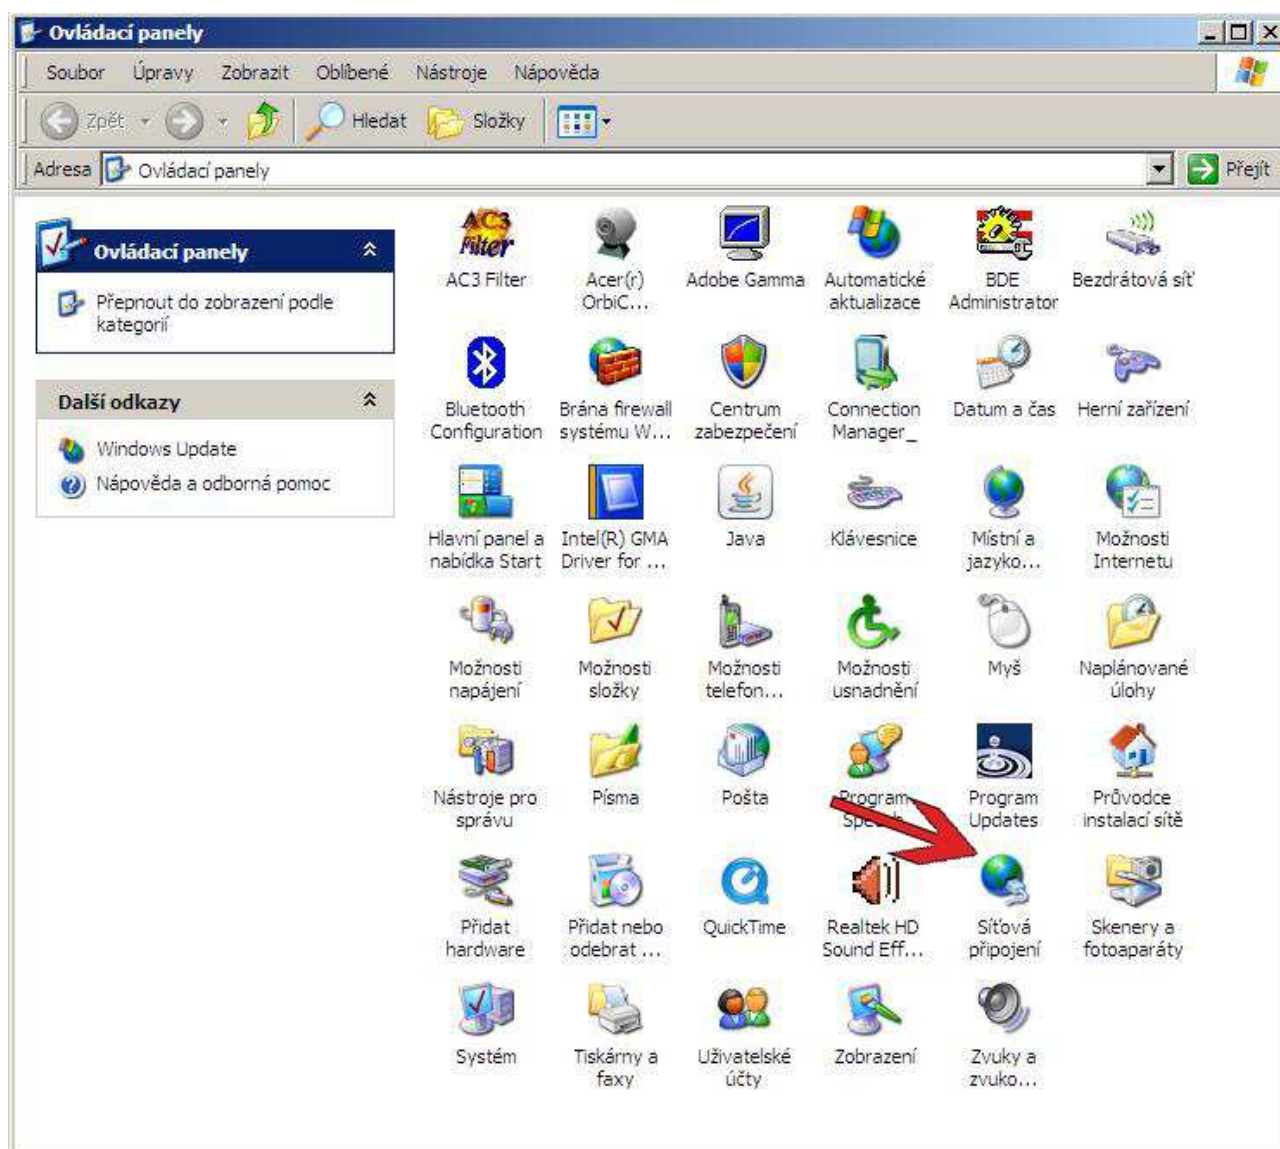 Ovládací panely
Soubor Úpravy Zobrazit Oblíbené Nástroje Nápověda
Zpět Hledat Složky
Adresa Ovládací panely Přejít
Ovládací panely
Přepnout do zobrazení podle
kategorií
Další odkazy
Windows Update
Nápověda a odborná pomoc
AC3
Filter
AC3 Filter
Acer(r)
OrbiC...
Adobe Gamma
Automatické
aktualizace
BDE
Administrator
Bezdrátová síť
Bluetooth
Configuration
Brána firewall
systému W...
Centrum
zabezpečení
Connection
Manager_
Datum a čas
Herní zařízení
Hlavní panel a
nabídka Start
Intel(R) GMA
Driver for ...
Java
Klávesnice
Místní a
jazyko...
Možnosti
Internetu
Možnosti
napájení
Možnosti
složky
Možnosti
telefon...
Možnosti
usnadnění
Myš
Naplánované
úlohy
Nástroje pro
správu
Písma
Pošta
Program
Program
Updates
Průvodce
instalací sítě
Přidat
hardware
Přidat nebo
odebrat ...
QuickTime
Realtek HD
Sound Eff...
Síťová
připojení
Skenery a
fotoaparáty
Systém
Tiskárny a
faxy
Uživatelské
účty
Zobrazení
Zvuky a
zvuko...